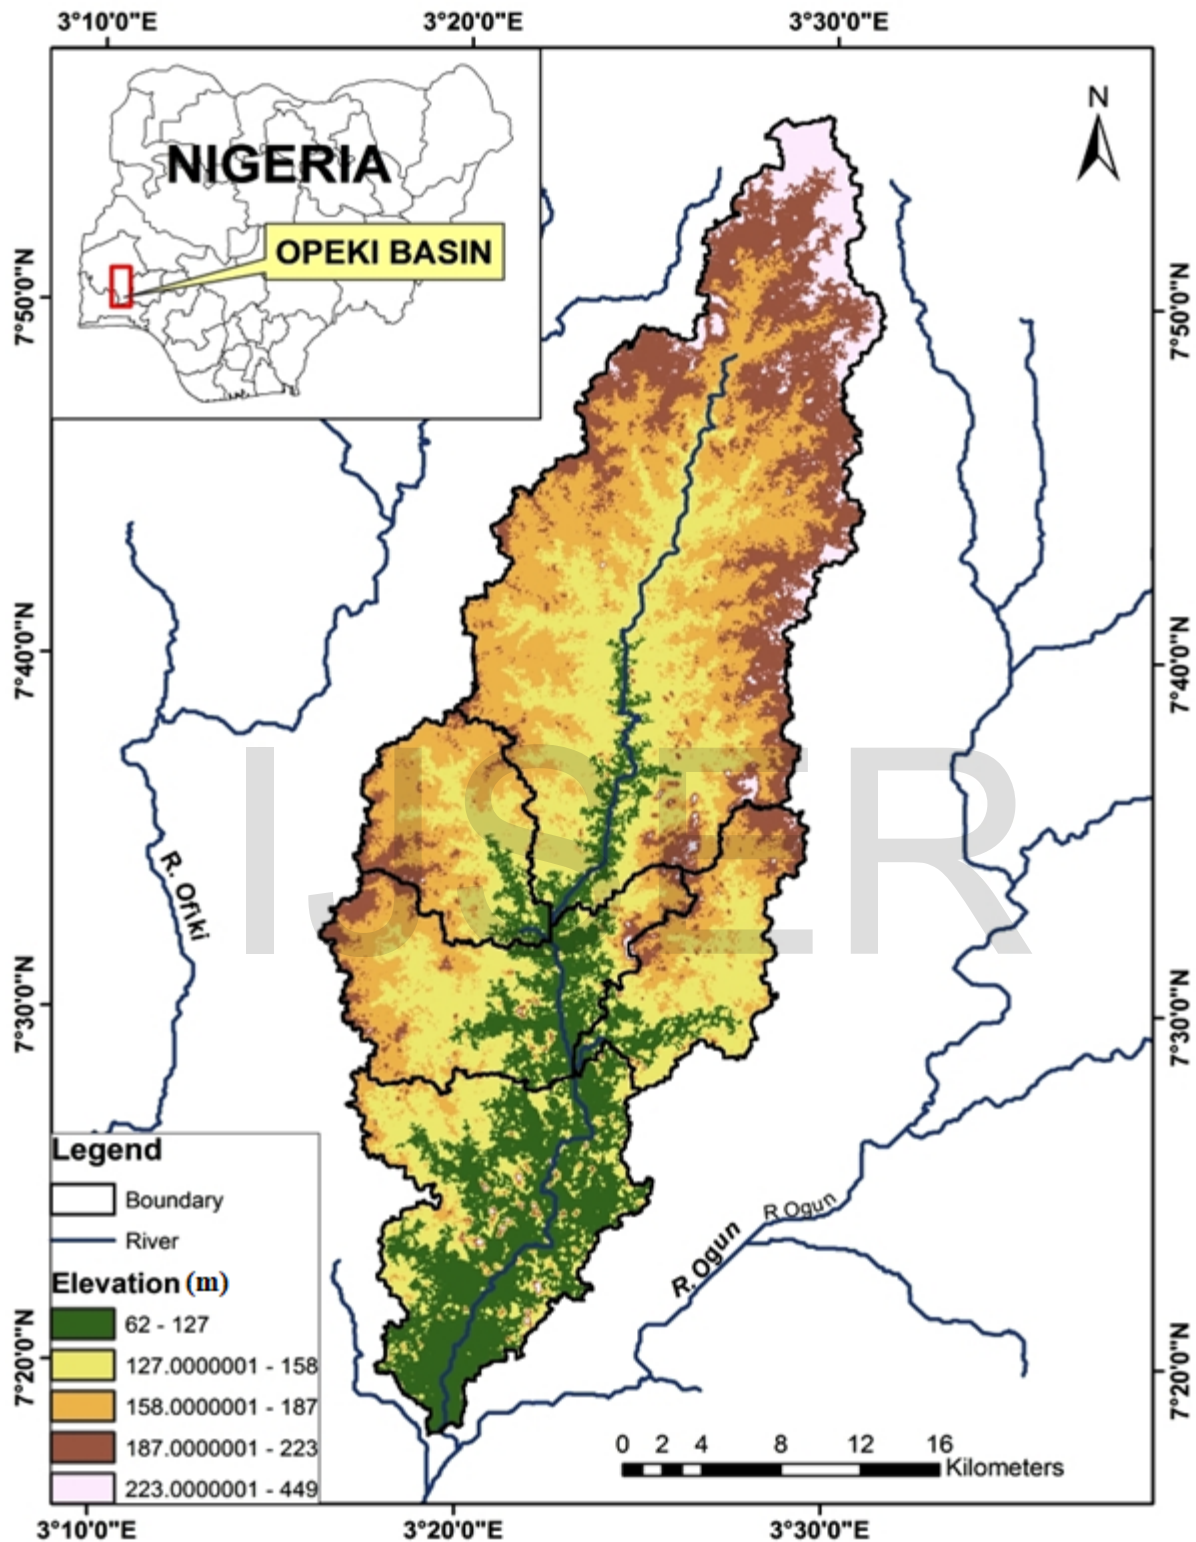 3°10'0"E 3°20'0"E 3°30'0"E
N
NIGERIA
OPEKI BASIN
7°50'0"N
7°50'0"N
7°40'0"N
7°40'0"N
IJSER
R. Ofiki
7°30'0"N
7°30'0"N
R Ogun
R. Ogun
Legend
Boundary
River
Elevation (m)
62 - 127
127.0000001 - 158
158.0000001 - 187
187.0000001 - 223
223.0000001 - 449
7°20'0"N
7°20'0"N
0 2 4 8 12 16
Kilometers
3°10'0"E 3°20'0"E 3°30'0"E